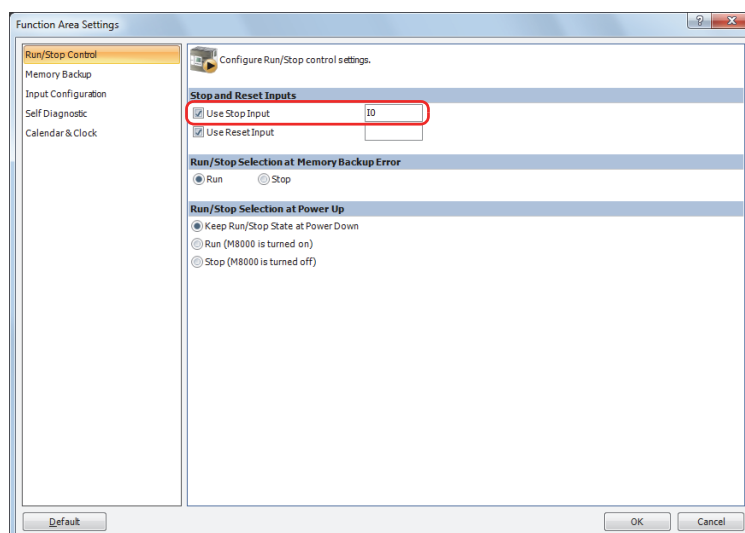 Function Area Settings
Run/Stop Control
Memory Backup
Input Configuration
Self Diagnostic
Calendar & Clock
Configure Run/Stop control settings.
Stop and Reset Inputs
Use Stop Input I0
Use Reset Input
Run/Stop Selection at Memory Backup Error
Run Stop
Run/Stop Selection at Power Up
Keep Run/Stop State at Power Down
Run (M8000 is turned on)
Stop (M8000 is turned off)
Default OK Cancel